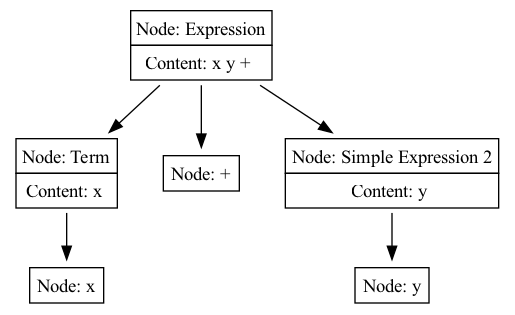 Node: Expression
Content: x y +
Node: Term
Content: x
Node: +
Node: Simple Expression 2
Content: y
Node: x
Node: y